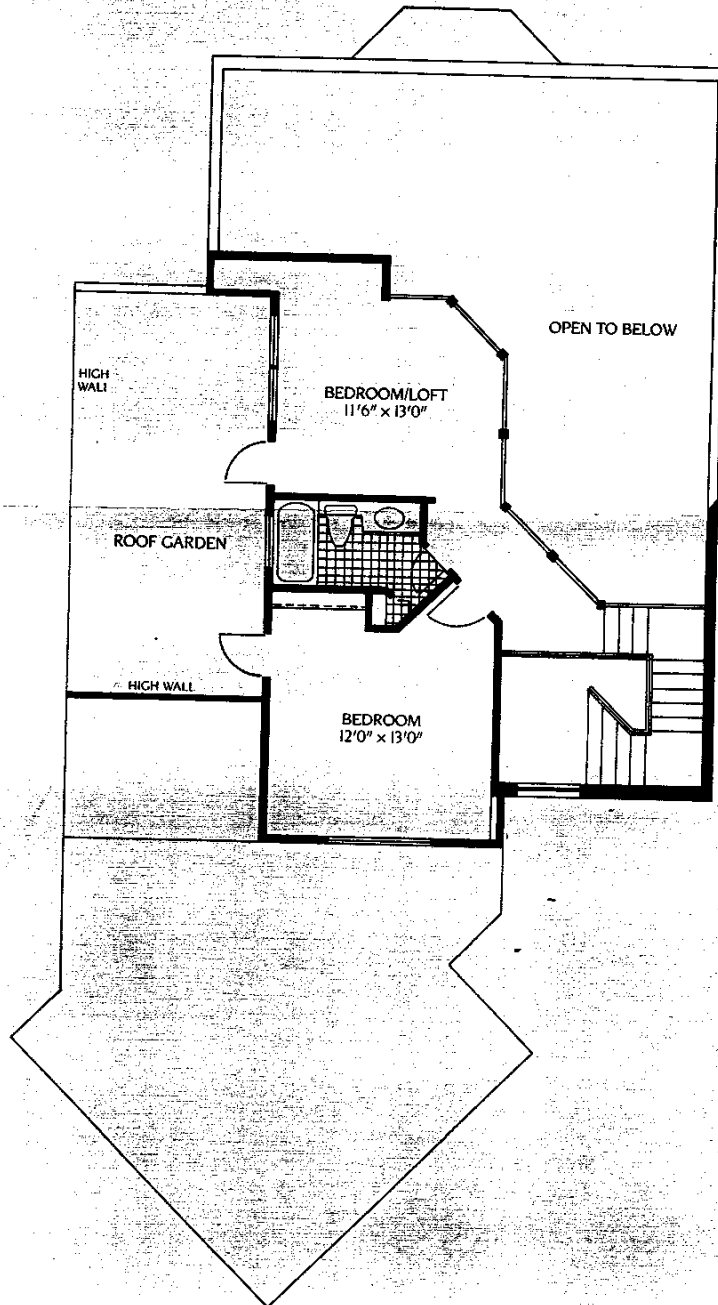 OPEN TO BELOW
HIGH
WALL
BEDROOM/LOFT
11'6" × 13'0"
ROOF GARDEN
HIGH WALL
BEDROOM
12'0" × 13'0"